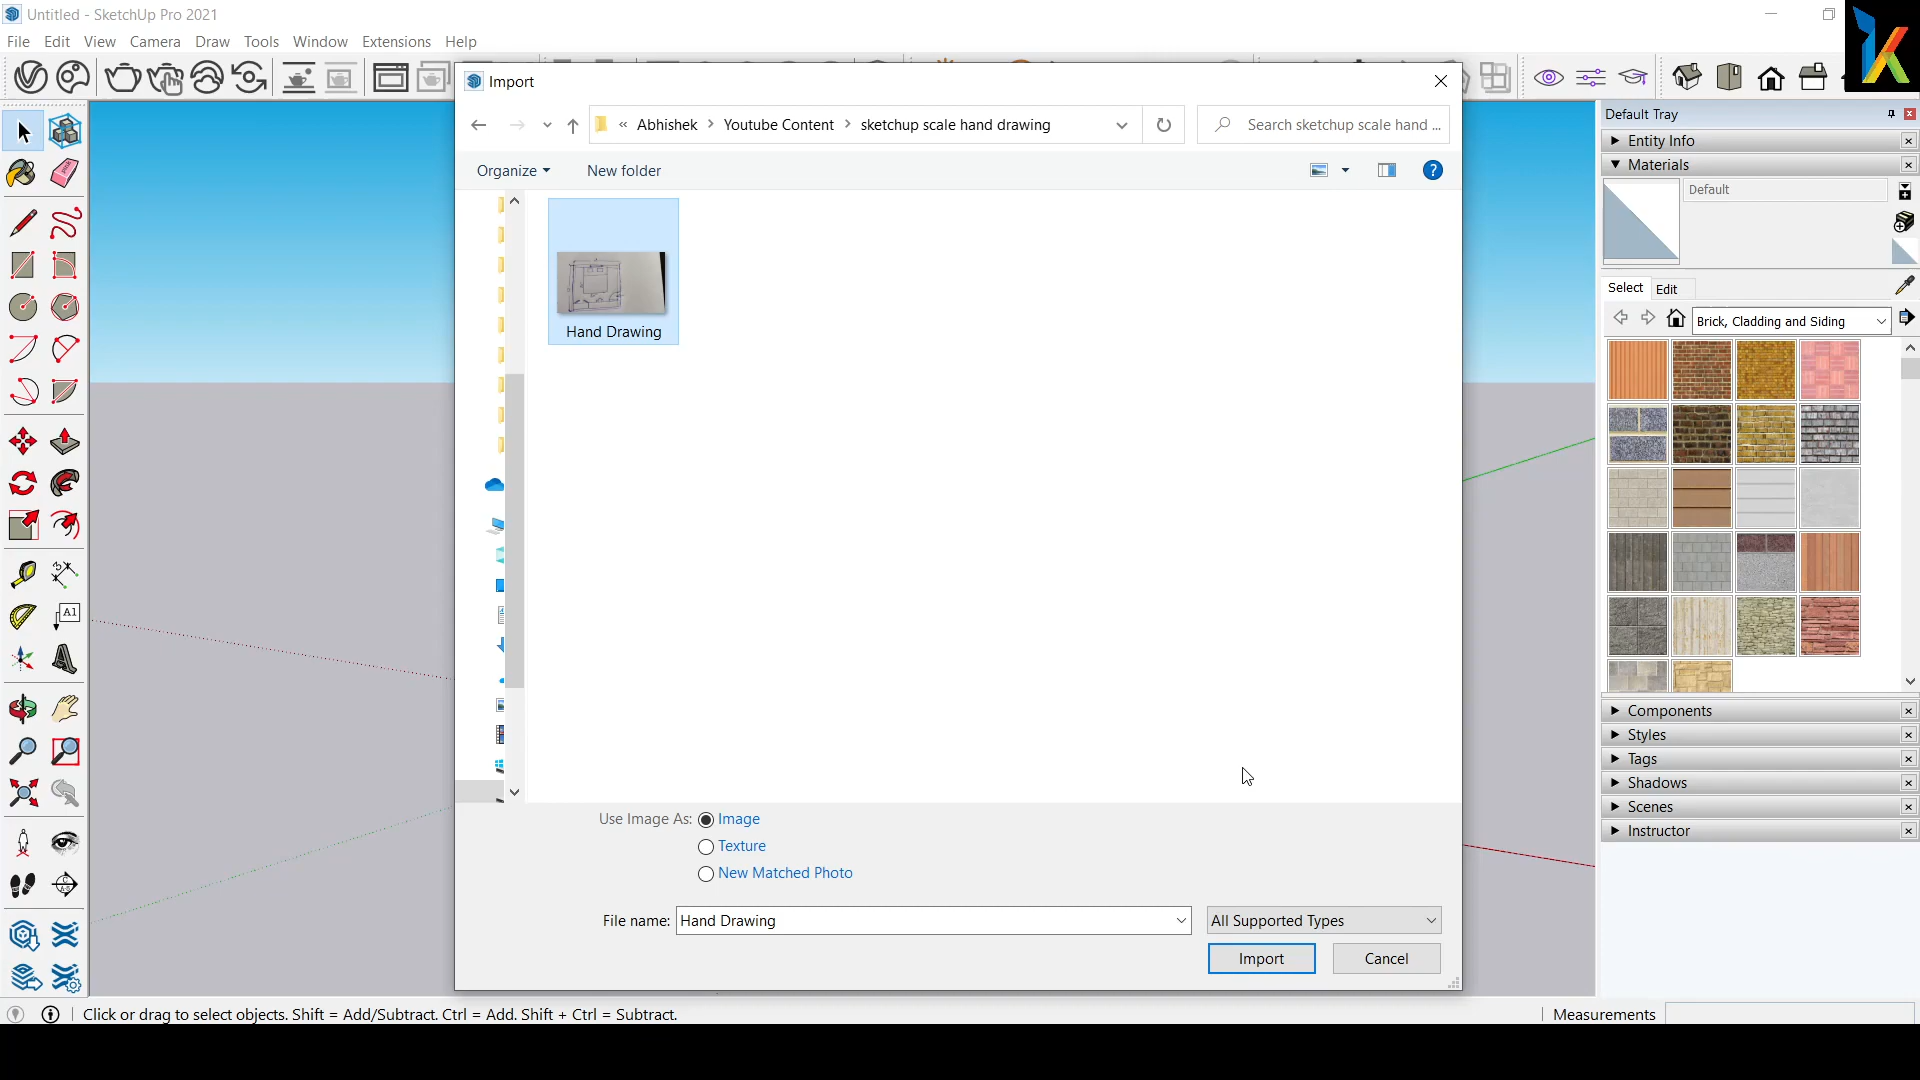 Untitled - SketchUp Pro 2021
File Edit View Camera Draw Tools Window Extensions Help
Import
« Abhishek > Youtube Content > sketchup scale hand drawing
Search sketchup scale hand ...
Organize
New folder
Hand Drawing
Use Image As:
Image
Texture
New Matched Photo
File name: Hand Drawing
All Supported Types
Import
Cancel
Default Tray
Entity Info
Materials
Default
Select
Edit
Brick, Cladding and Siding
Components
Styles
Tags
Shadows
Scenes
Instructor
A1
Click or drag to select objects. Shift = Add/Subtract. Ctrl = Add. Shift + Ctrl = Subtract.
Measurements